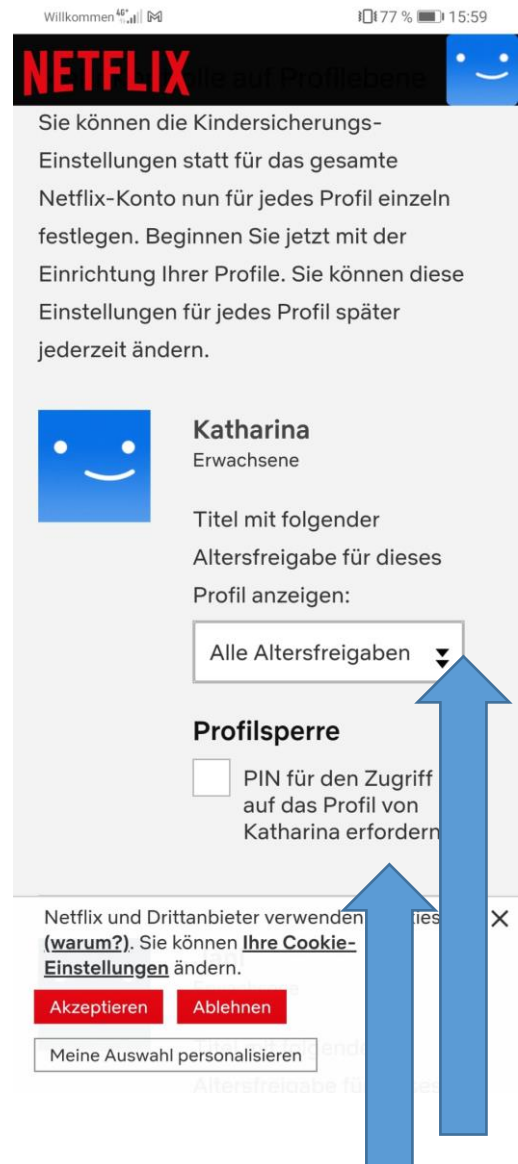 Willkommen 4G+ 77 % 15:59
NETFLIX
olle auf Profilebene
Sie können die Kindersicherungs-
Einstellungen statt für das gesamte
Netflix-Konto nun für jedes Profil einzeln
festlegen. Beginnen Sie jetzt mit der
Einrichtung Ihrer Profile. Sie können diese
Einstellungen für jedes Profil später
jederzeit ändern.
Katharina
Erwachsene
Titel mit folgender
Altersfreigabe für dieses
Profil anzeigen:
Alle Altersfreigaben
Profilsperre
PIN für den Zugriff
auf das Profil von
Katharina erfordern
Netflix und Drittanbieter verwenden ies
(warum?). Sie können Ihre Cookie-
Einstellungen ändern.
Akzeptieren Ablehnen
Meine Auswahl personalisieren